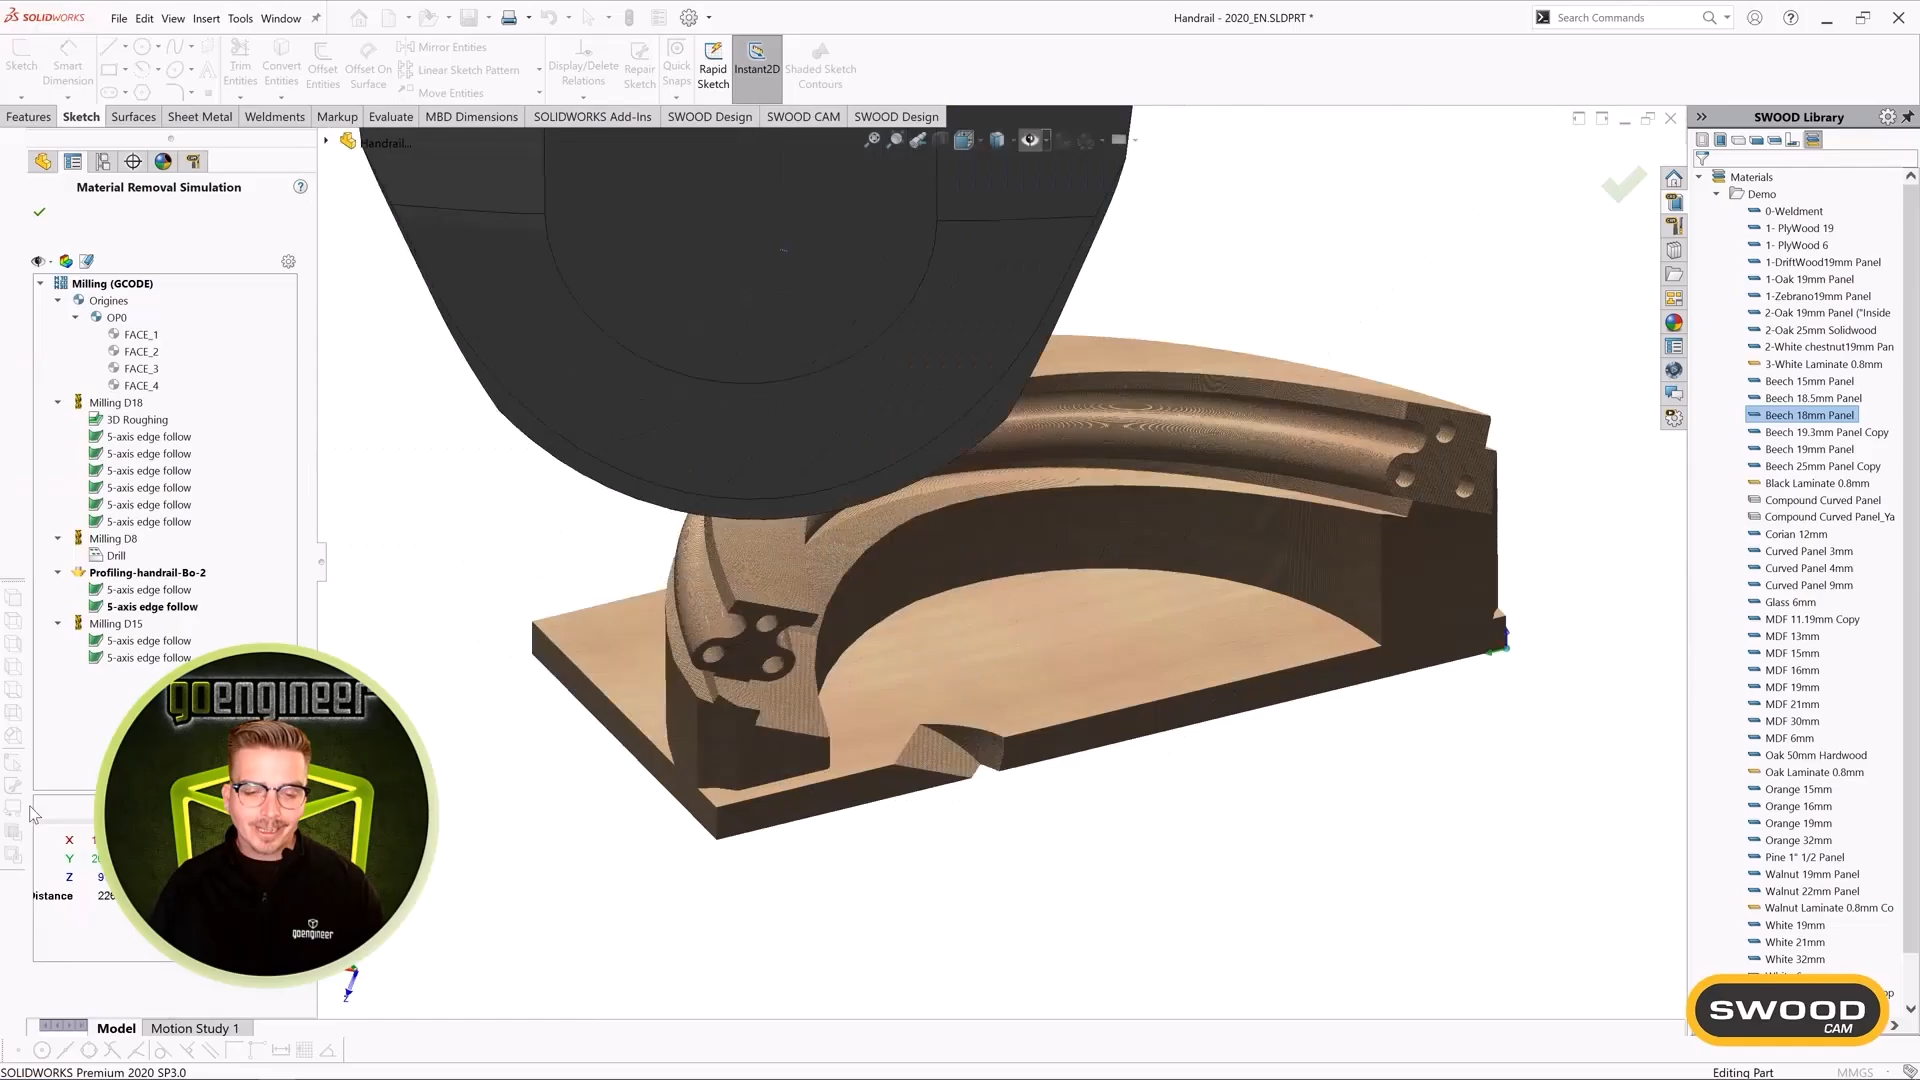 SOLIDWORKS
File Edit View Insert Tools Window
Handrail - 2020_EN.SLDPRT *
Search Commands
Sketch
Smart Dimension
Trim Entities
Convert Entities
Offset Entities
Offset On Surface
Mirror Entities
Linear Sketch Pattern
Move Entities
Display/Delete Relations
Repair Sketch
Quick Snaps
Rapid Sketch
Instant2D
Shaded Sketch Contours
Features Sketch Surfaces Sheet Metal Weldments Markup Evaluate MBD Dimensions SOLIDWORKS Add-Ins SWOOD Design SWOOD CAM SWOOD Design
Handrail...
Material Removal Simulation
Milling (GCODE)
Origines
OP0
FACE_1
FACE_2
FACE_3
FACE_4
Milling D18
3D Roughing
5-axis edge follow
5-axis edge follow
5-axis edge follow
5-axis edge follow
5-axis edge follow
5-axis edge follow
Milling D8
Drill
Profiling-handrail-Bo-2
5-axis edge follow
5-axis edge follow
Milling D15
5-axis edge follow
5-axis edge follow
goengineer
goengineer
X
Y
Z
Distance
Z
SWOOD Library
Materials
Demo
0-Weldment
1- PlyWood 19
1- PlyWood 6
1-DriftWood19mm Panel
1-Oak 19mm Panel
1-Zebrano19mm Panel
2-Oak 19mm Panel ("Inside
2-Oak 25mm Solidwood
2-White chestnut19mm Pan
3-White Laminate 0.8mm
Beech 15mm Panel
Beech 18.5mm Panel
Beech 18mm Panel
Beech 19.3mm Panel Copy
Beech 19mm Panel
Beech 25mm Panel Copy
Black Laminate 0.8mm
Compound Curved Panel
Compound Curved Panel_Ya
Corian 12mm
Curved Panel 3mm
Curved Panel 4mm
Curved Panel 9mm
Glass 6mm
MDF 11.19mm Copy
MDF 13mm
MDF 15mm
MDF 16mm
MDF 19mm
MDF 21mm
MDF 30mm
MDF 6mm
Oak 50mm Hardwood
Oak Laminate 0.8mm
Orange 15mm
Orange 16mm
Orange 19mm
Orange 32mm
Pine 1" 1/2 Panel
Walnut 19mm Panel
Walnut 22mm Panel
Walnut Laminate 0.8mm Co
White 19mm
White 21mm
White 32mm
SWOOD
CAM
Model Motion Study 1
SOLIDWORKS Premium 2020 SP3.0
Editing Part
MMGS